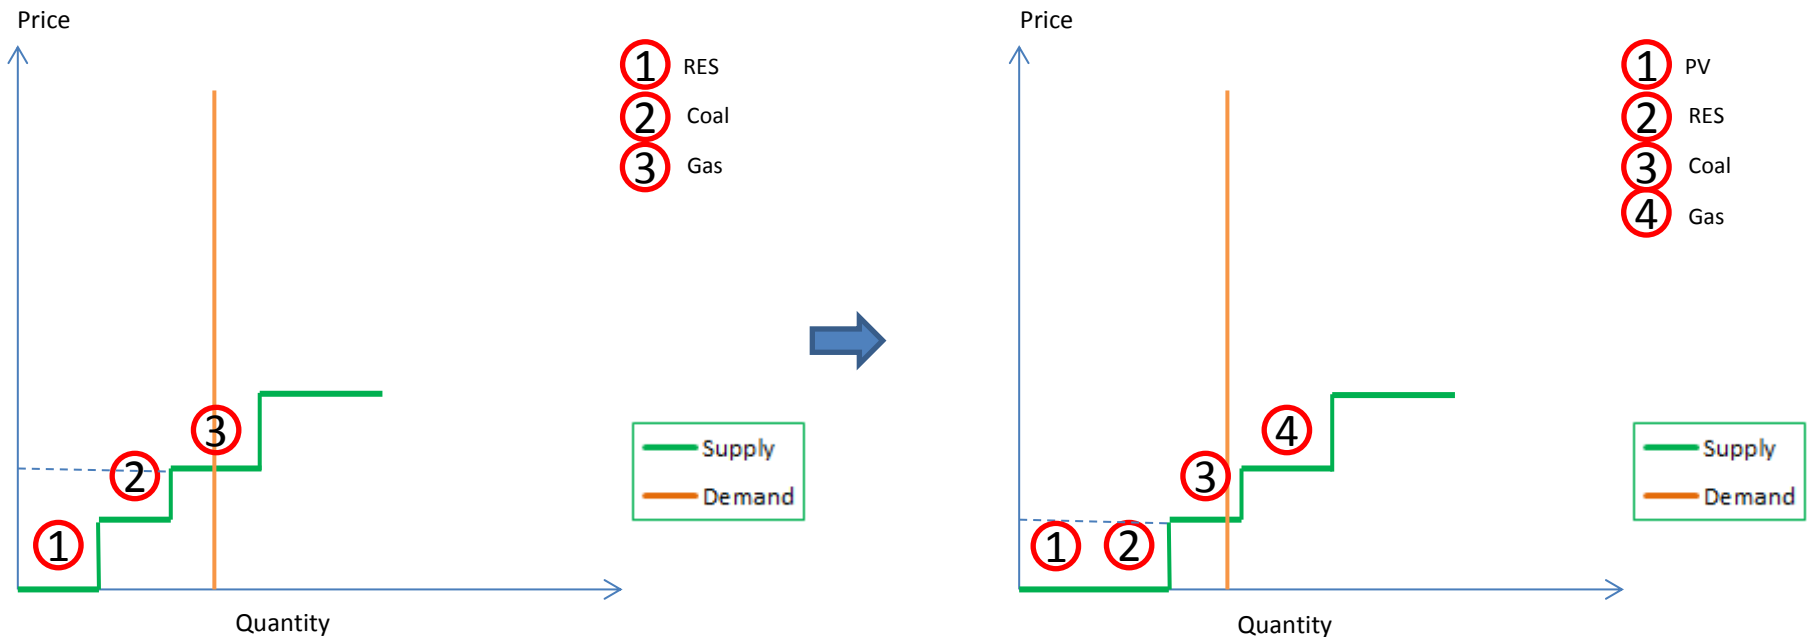 Price
1 RES
2 Coal
3 Gas
3
2
1
Supply
Demand
Quantity
Price
1 PV
2 RES
3 Coal
4 Gas
4
3
1 2
Supply
Demand
Quantity